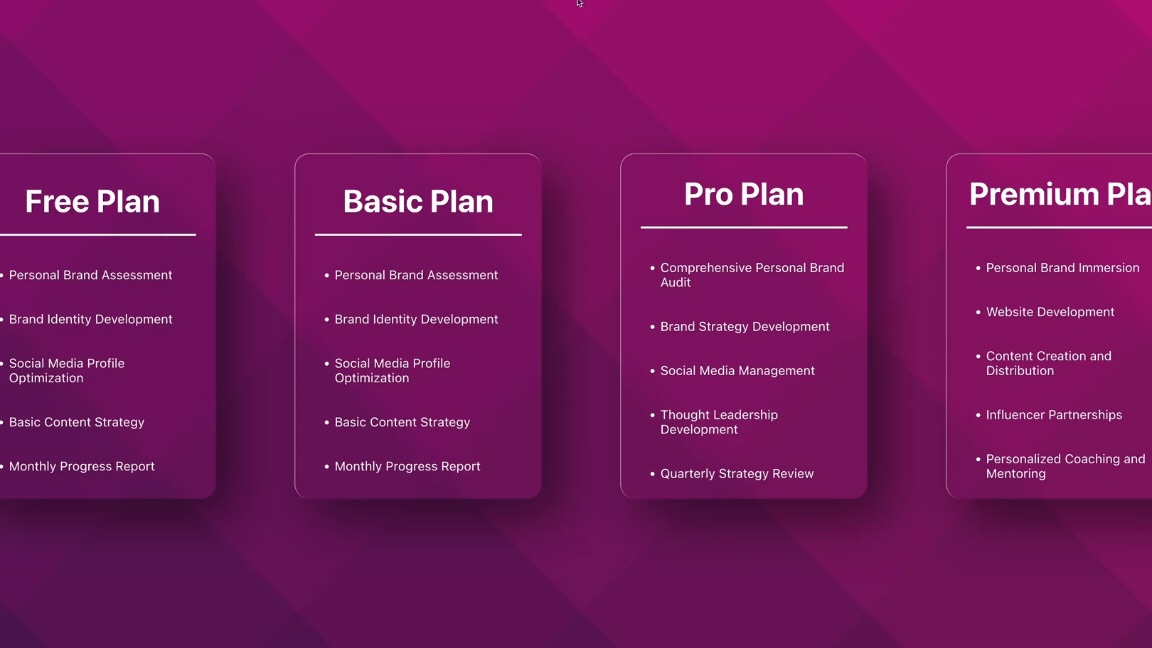 Free Plan
• Personal Brand Assessment
• Brand Identity Development
• Social Media Profile
Optimization
• Basic Content Strategy
• Monthly Progress Report
Basic Plan
• Personal Brand Assessment
• Brand Identity Development
• Social Media Profile
Optimization
• Basic Content Strategy
• Monthly Progress Report
Pro Plan
• Comprehensive Personal Brand
Audit
• Brand Strategy Development
• Social Media Management
• Thought Leadership
Development
• Quarterly Strategy Review
Premium Pla
• Personal Brand Immersion
• Website Development
• Content Creation and
Distribution
• Influencer Partnerships
• Personalized Coaching and
Mentoring